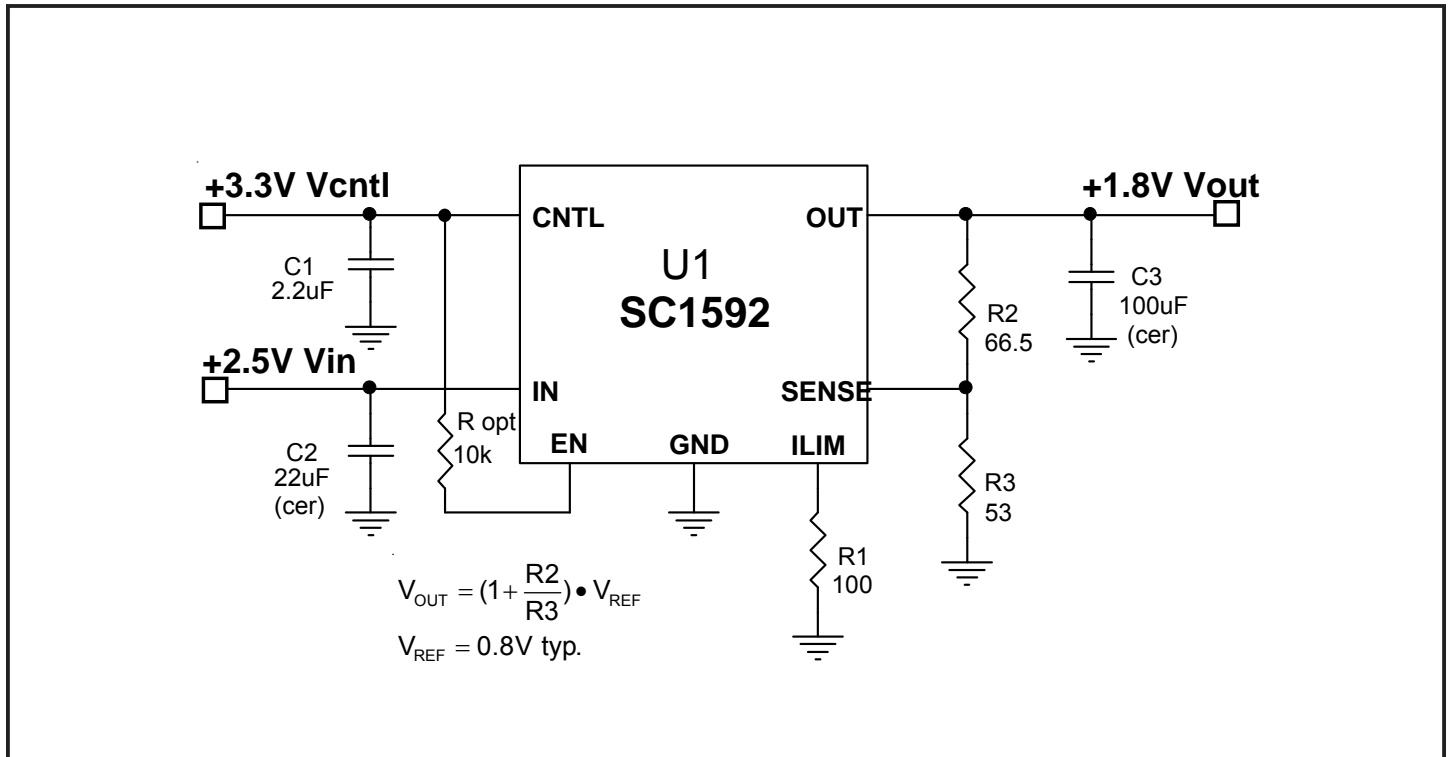 +3.3V Vcntl
+1.8V Vout
CNTL
OUT
U1
SC1592
C1
2.2uF
C3
100uF
(cer)
R2
66.5
+2.5V Vin
IN
SENSE
R opt
10k
EN
GND
ILIM
C2
22uF
(cer)
R3
53
R1
100
V_OUT = (1+ R2/R3) • V_REF
V_REF = 0.8V typ.